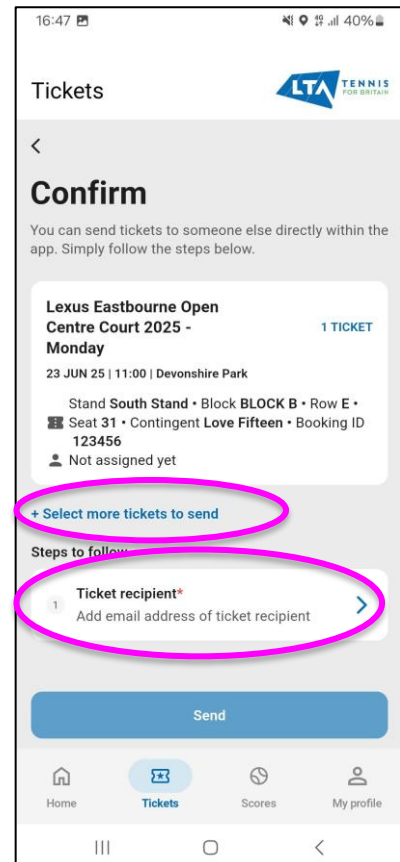 16:47 40%
Tickets
LTA TENNIS
FOR BRITAIN
Confirm
You can send tickets to someone else directly within the
app. Simply follow the steps below.
Lexus Eastbourne Open
Centre Court 2025 -
Monday
1 TICKET
23 JUN 25 | 11:00 | Devonshire Park
Stand South Stand • Block BLOCK B • Row E •
Seat 31 • Contingent Love Fifteen • Booking ID
123456
Not assigned yet
+ Select more tickets to send
Steps to follow
1
Ticket recipient*
Add email address of ticket recipient
Send
Home Tickets Scores My profile